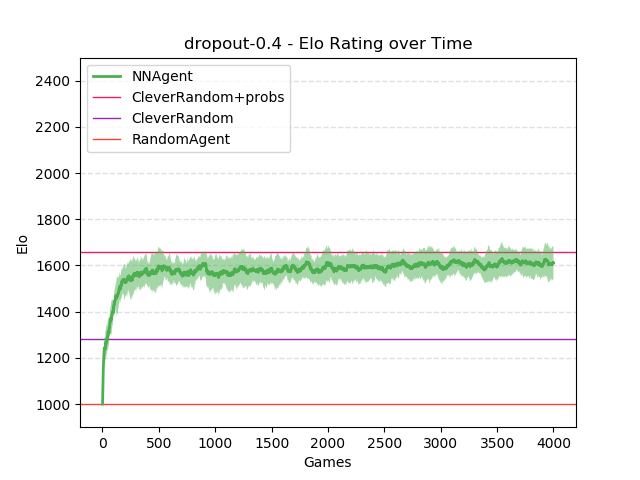 dropout-0.4 - Elo Rating over Time
NNAgent
CleverRandom+probs
CleverRandom
RandomAgent
Elo
2400
2200
2000
1800
1600
1400
1200
1000
0 500 1000 1500 2000 2500 3000 3500 4000
Games